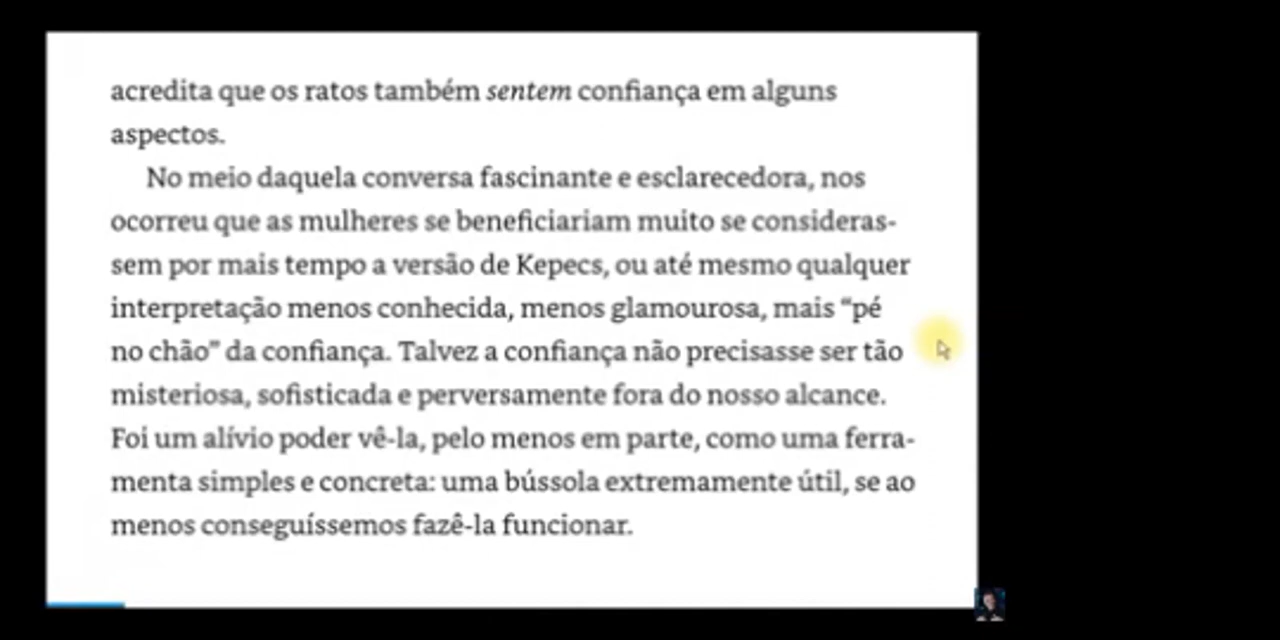 acredita que os ratos também sentem confiança em alguns
aspectos.
No meio daquela conversa fascinante e esclarecedora, nos
ocorreu que as mulheres se beneficiariam muito se consideras-
sem por mais tempo a versão de Kepecs, ou até mesmo qualquer
interpretação menos conhecida, menos glamourosa, mais “pé
no chão” da confiança. Talvez a confiança não precisasse ser tão
misteriosa, sofisticada e perversamente fora do nosso alcance.
Foi um alívio poder vê-la, pelo menos em parte, como uma ferra-
menta simples e concreta: uma bússola extremamente útil, se ao
menos conseguíssemos fazê-la funcionar.